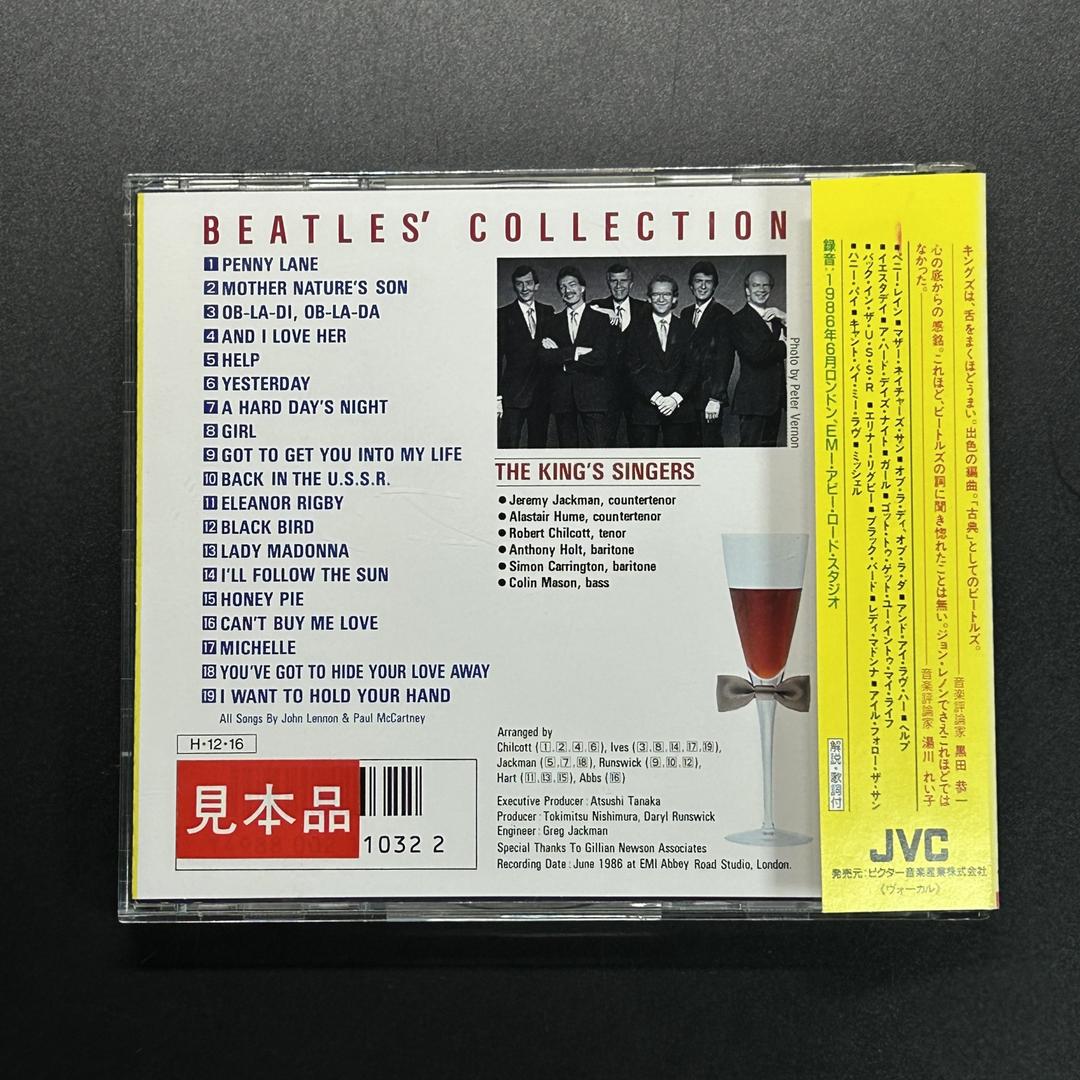 BEATLES' COLLECTION
1 PENNY LANE
2 MOTHER NATURE'S SON
3 OB-LA-DI, OB-LA-DA
4 AND I LOVE HER
5 HELP
6 YESTERDAY
7 A HARD DAY'S NIGHT
8 GIRL
9 GOT TO GET YOU INTO MY LIFE
10 BACK IN THE U.S.S.R.
11 ELEANOR RIGBY
12 BLACK BIRD
13 LADY MADONNA
14 I'LL FOLLOW THE SUN
15 HONEY PIE
16 CAN'T BUY ME LOVE
17 MICHELLE
18 YOU'VE GOT TO HIDE YOUR LOVE AWAY
19 I WANT TO HOLD YOUR HAND
All Songs By John Lennon & Paul McCartney
H•12•16
見本品
1032 2
Photo by Peter Vernon
THE KING'S SINGERS
●Jeremy Jackman, countertenor
●Alastair Hume, countertenor
●Robert Chilcott, tenor
●Anthony Holt, baritone
●Simon Carrington, baritone
●Colin Mason, bass
Arranged by
Chilcott (1,2,4,6), Ives (3,8,14,17,19),
Jackman (5,7,18), Runswick (9,10,12),
Hart (11,13,15), Abbs (16)
Executive Producer : Atsushi Tanaka
Producer : Tokimitsu Nishimura, Daryl Runswick
Engineer : Greg Jackman
Special Thanks To Gillian Newson Associates
Recording Date : June 1986 at EMI Abbey Road Studio, London.
キングズは、舌をまくほどうまい。出色の編曲。「古典」としてのビートルズ。
音楽評論家 黒田 恭一
心の底からの感銘。これほど、ビートルズの詞に聞き惚れたことは無い。ジョン・レノンでさえこれほどでは
なかった。
音楽評論家 湯川 れい子
■ペニー・レイン■マザー・ネイチャーズ・サン■オブ・ラ・ディ、オブ・ラ・ダ■アンド・アイ・ラヴ・ハー■ヘルプ
■イエスタデイ■ア・ハード・デイズ・ナイト■ガール■ゴット・トゥ・ゲット・ユー・イントゥ・マイ・ライフ
■バック・イン・ザ・U・S・S・R ■エリナー・リグビー■ブラック・バード■レディ・マドンナ■アイル・フォロー・ザ・サン
■ハニー・パイ■キャント・バイ・ミー・ラヴ■ミッシェル
録音：1986年6月ロンドン、EMI・アビー・ロード・スタジオ
解説・歌詞付
JVC
発売元：ビクター音楽産業株式会社
《ヴォーカル》